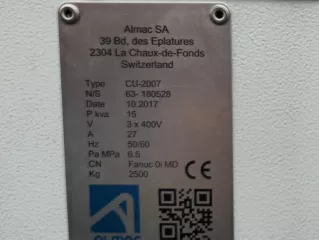 Almac SA
39 Bd, des Eplatures
2304 La Chaux-de-Fonds
Switzerland
Type CU-2007
N/S 63- 180528
Date 10.2017
P kva 15
V 3 x 400V
A 27
Hz 50/60
Pa MPa 6.5
CN Fanuc 0i MD
Kg 2500
CE
ALMAC